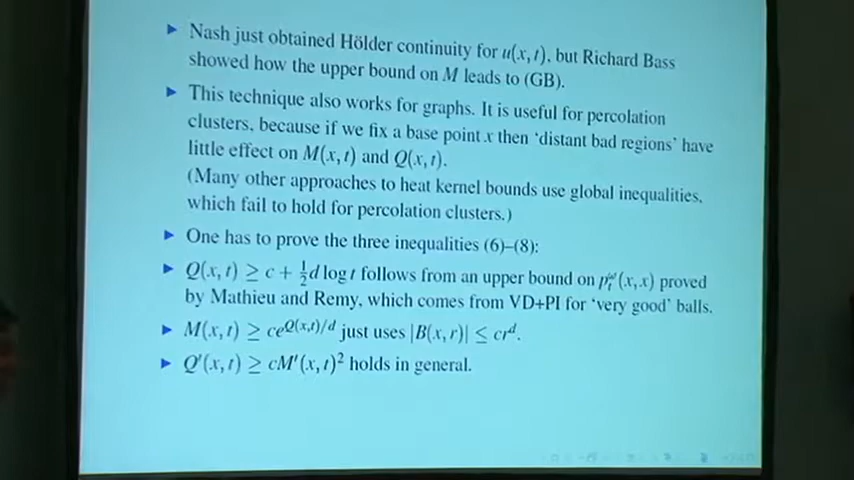 ▶ Nash just obtained Hölder continuity for u(x,t), but Richard Bass
showed how the upper bound on M leads to (GB).
▶ This technique also works for graphs. It is useful for percolation
clusters, because if we fix a base point x then ‘distant bad regions’ have
little effect on M(x,t) and Q(x,t).
(Many other approaches to heat kernel bounds use global inequalities,
which fail to hold for percolation clusters.)
▶ One has to prove the three inequalities (6)–(8):
▶ Q(x,t) ≥ c + ½d log t follows from an upper bound on p_t^ω(x,x) proved
by Mathieu and Remy, which comes from VD+PI for ‘very good’ balls.
▶ M(x,t) ≥ ce^{Q(x,t)/d} just uses |B(x,r)| ≤ cr^d.
▶ Q′(x,t) ≥ cM′(x,t)² holds in general.